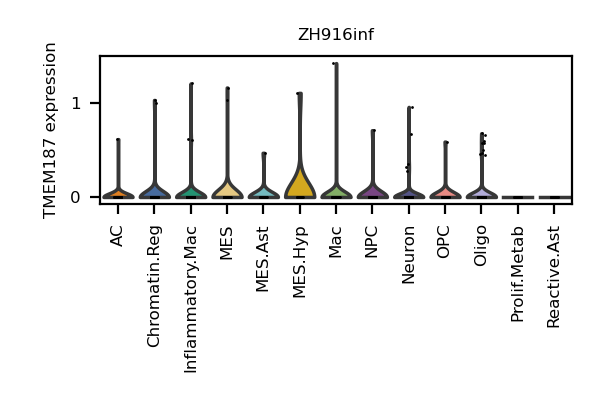 ZH916inf
TMEM187 expression
1
0
AC
Chromatin.Reg
Inflammatory.Mac
MES
MES.Ast
MES.Hyp
Mac
NPC
Neuron
OPC
Oligo
Prolif.Metab
Reactive.Ast